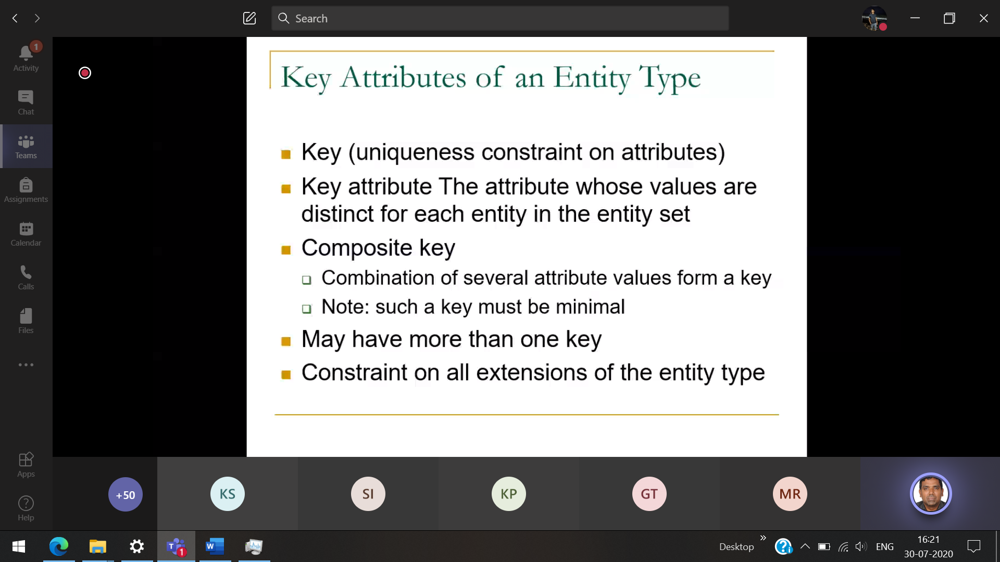 Search
1
Activity
Chat
Teams
Assignments
Calendar
Calls
Files
Apps
Help
Key Attributes of an Entity Type
Key (uniqueness constraint on attributes)
Key attribute The attribute whose values are
distinct for each entity in the entity set
Composite key
Combination of several attribute values form a key
Note: such a key must be minimal
May have more than one key
Constraint on all extensions of the entity type
+50
KS
SI
KP
GT
MR
T
1
W
Desktop
ENG
16:21
30-07-2020